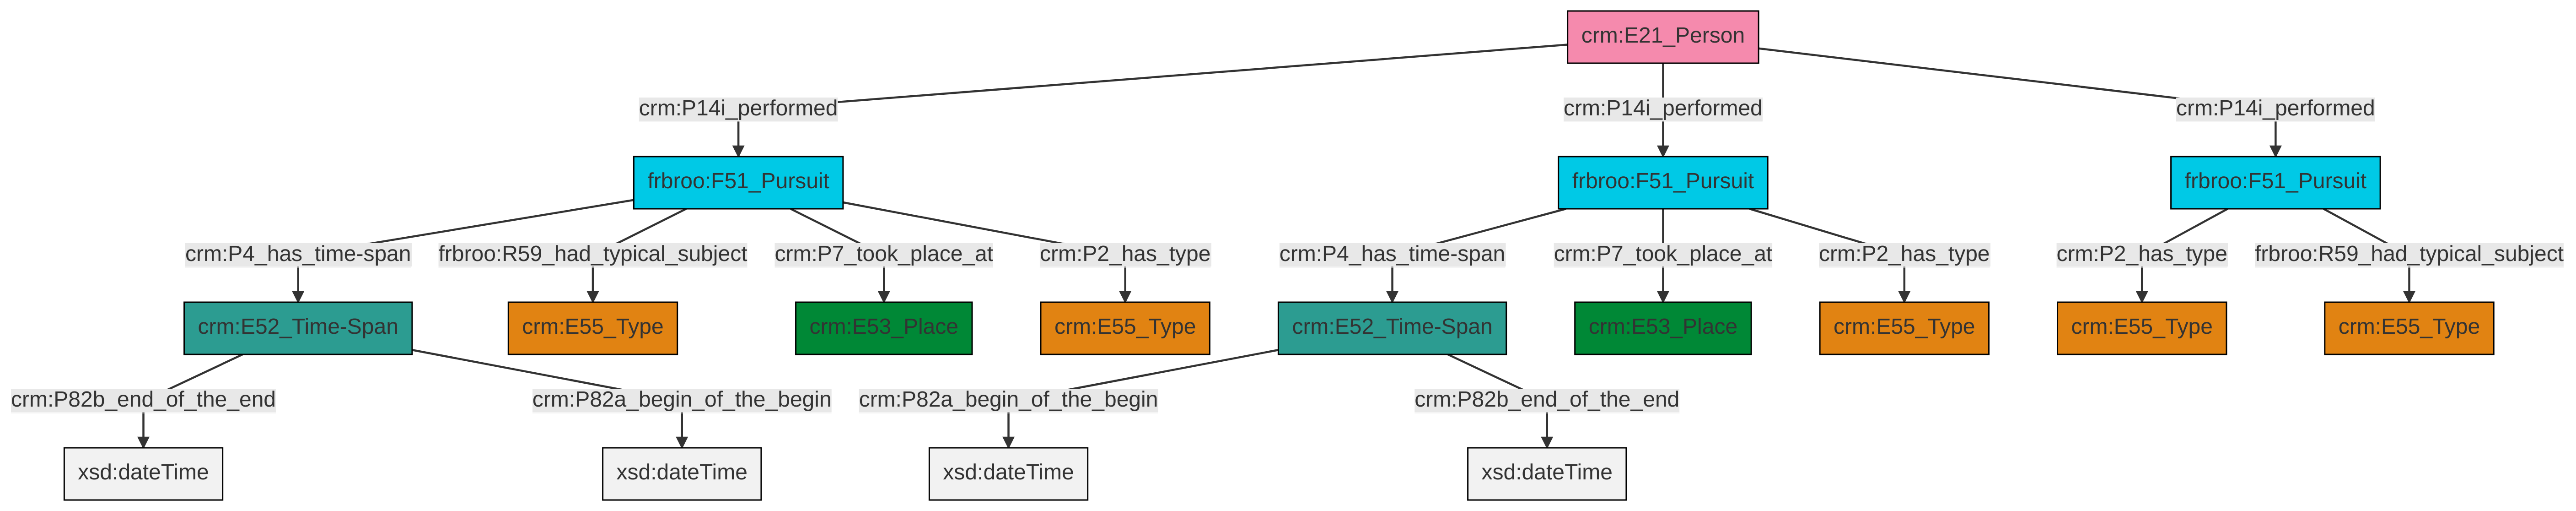 crm:E21_Person
crm:P14i_performed crm:P14i_performed crm:P14i_performed
frbroo:F51_Pursuit frbroo:F51_Pursuit frbroo:F51_Pursuit
crm:P4_has_time-span frbroo:R59_had_typical_subject crm:P7_took_place_at crm:P2_has_type crm:P4_has_time-span crm:P7_took_place_at crm:P2_has_type crm:P2_has_type frbroo:R59_had_typical_subject
crm:E52_Time-Span crm:E55_Type crm:E53_Place crm:E55_Type crm:E52_Time-Span crm:E53_Place crm:E55_Type crm:E55_Type crm:E55_Type
crm:P82b_end_of_the_end crm:P82a_begin_of_the_begin crm:P82a_begin_of_the_begin crm:P82b_end_of_the_end
xsd:dateTime xsd:dateTime xsd:dateTime xsd:dateTime